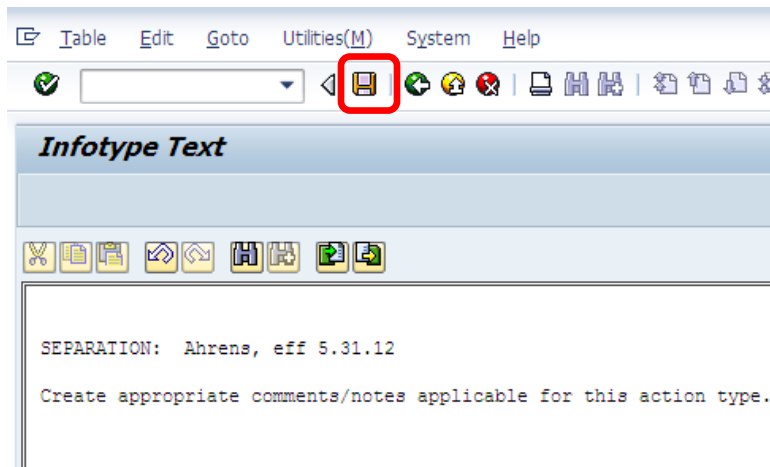 Table Edit Goto Utilities(M) System Help
Infotype Text
SEPARATION: Ahrens, eff 5.31.12
Create appropriate comments/notes applicable for this action type.